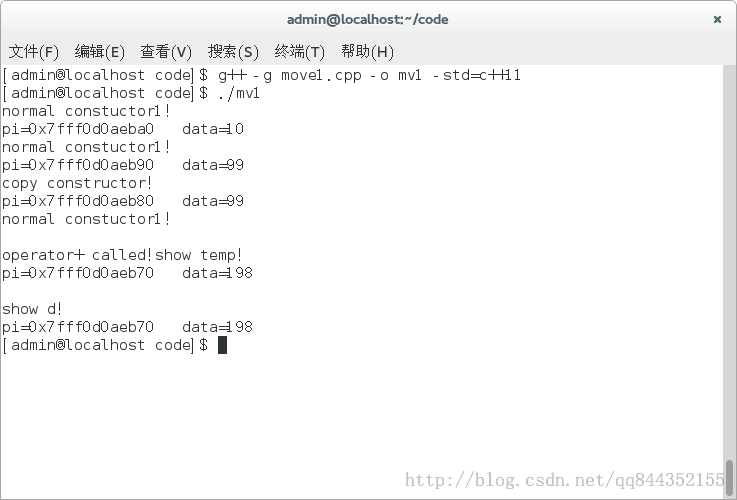 admin@localhost:~/code
文件(F) 编辑(E) 查看(V) 搜索(S) 终端(T) 帮助(H)
[admin@localhost code]$ g++ -g move1.cpp -o mv1 -std=c++11
[admin@localhost code]$ ./mv1
normal constuctor1!
pi=0x7fff0d0aeba0 data=10
normal constuctor1!
pi=0x7fff0d0aeb90 data=99
copy constructor!
pi=0x7fff0d0aeb80 data=99
normal constuctor1!
operator+ called!show temp!
pi=0x7fff0d0aeb70 data=198
show d!
pi=0x7fff0d0aeb70 data=198
[admin@localhost code]$
http://blog.csdn.net/qq844352155